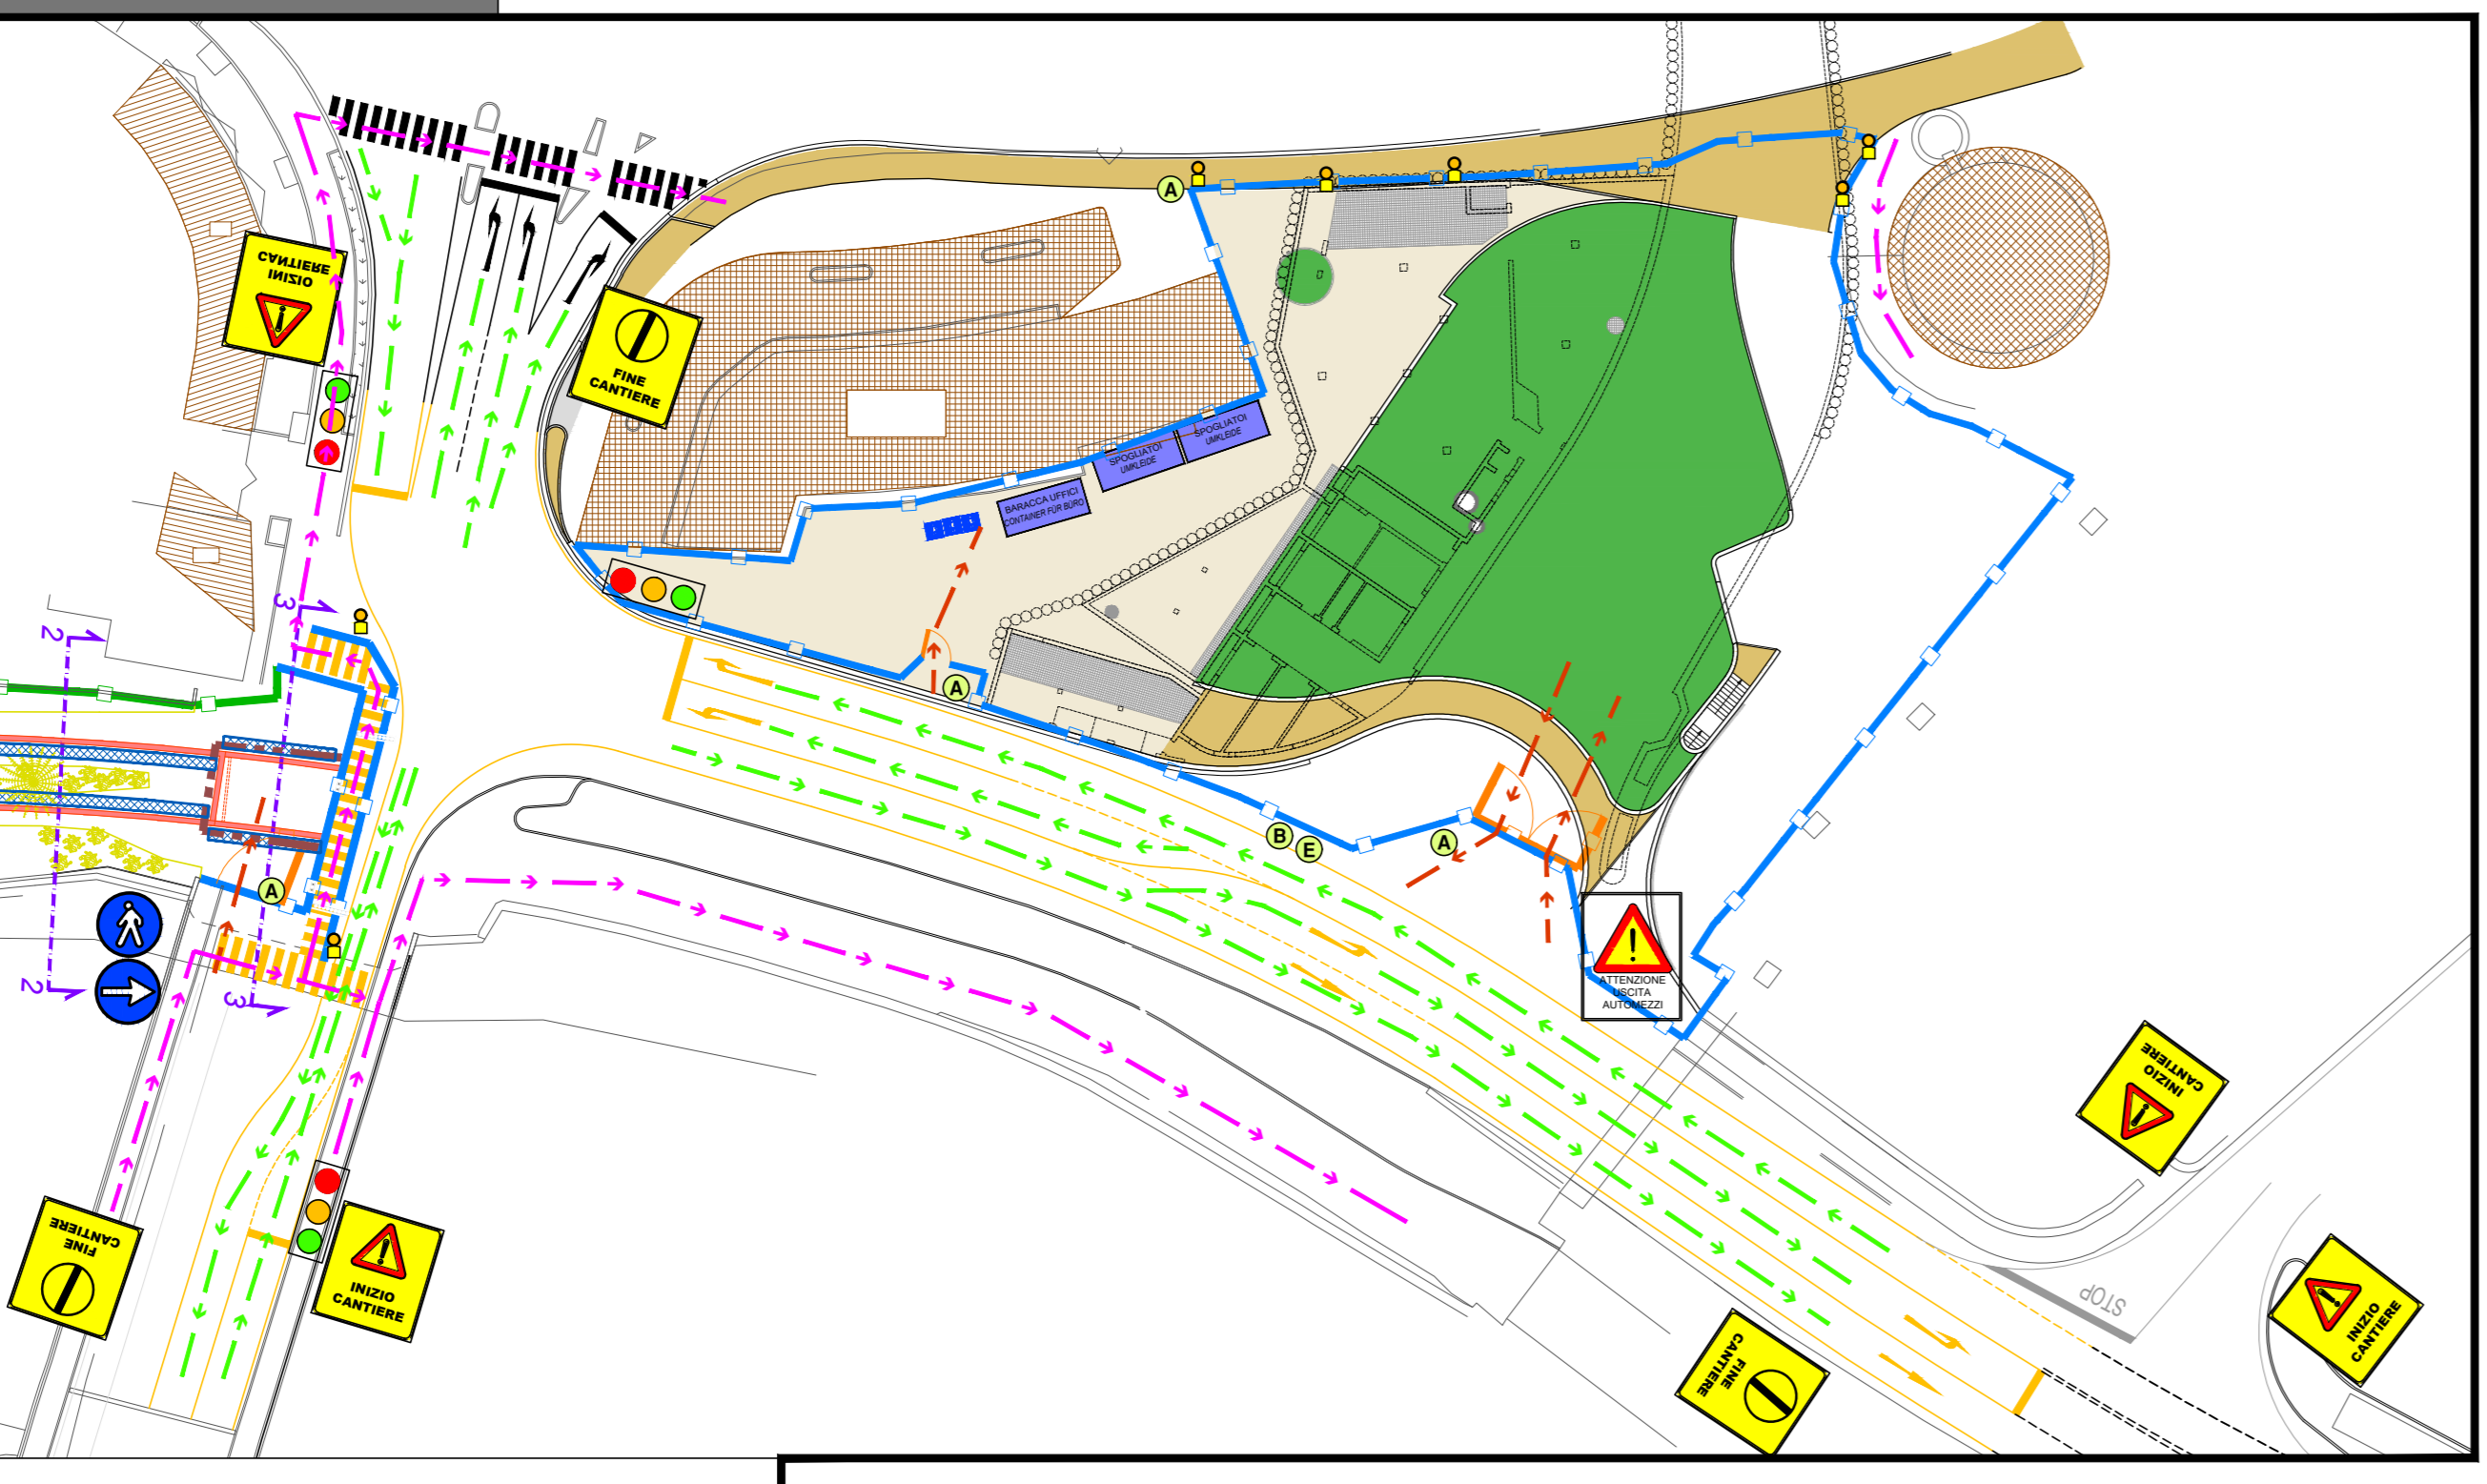 A
INIZIO
CANTIERE
FINE
CANTIERE
SPOGLIATOI
UMKLEIDE
SPOGLIATOI
UMKLEIDE
BARACCA UFFICI
CONTAINER FÜR BÜRO
3
2
A
B
E
A
A
2
3
ATTENZIONE
USCITA
AUTOMEZZI
INIZIO
CANTIERE
FINE
CANTIERE
INIZIO
CANTIERE
STOP
INIZIO
CANTIERE
FINE
CANTIERE